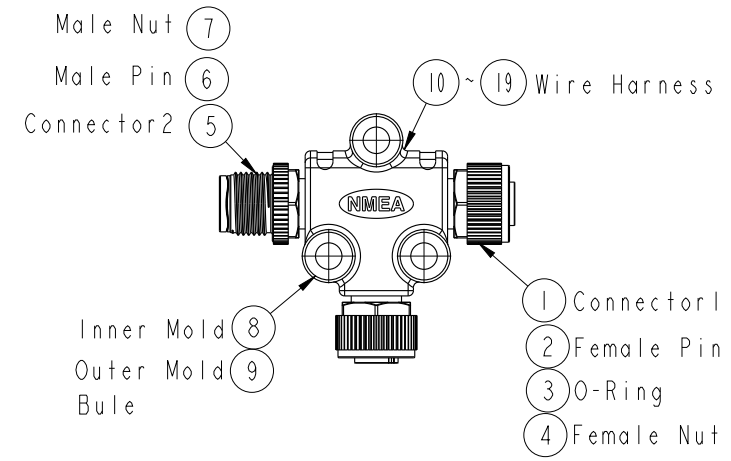 Male Nut 7
Male Pin 6
Connector2 5
10 ~ 19 Wire Harness
NMEA
1 Connector1
2 Female Pin
3 O-Ring
4 Female Nut
Inner Mold 8
Outer Mold 9
Bule